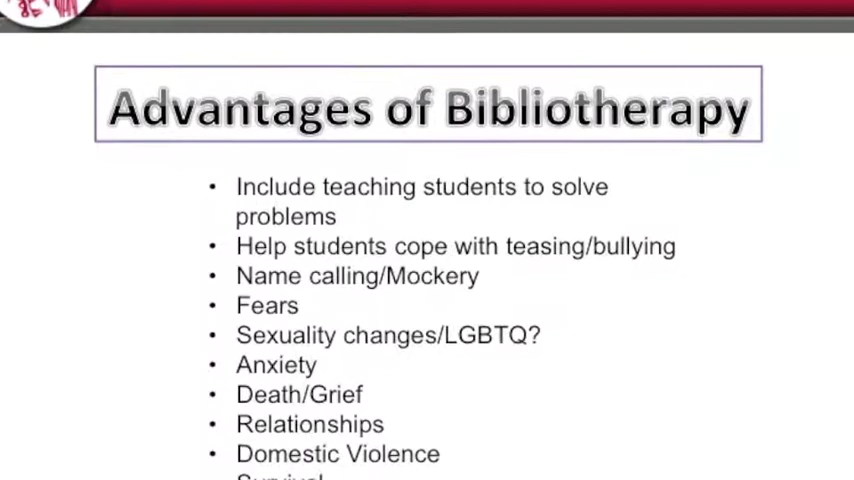 Advantages of Bibliotherapy
• Include teaching students to solve
problems
• Help students cope with teasing/bullying
• Name calling/Mockery
• Fears
• Sexuality changes/LGBTQ?
• Anxiety
• Death/Grief
• Relationships
• Domestic Violence